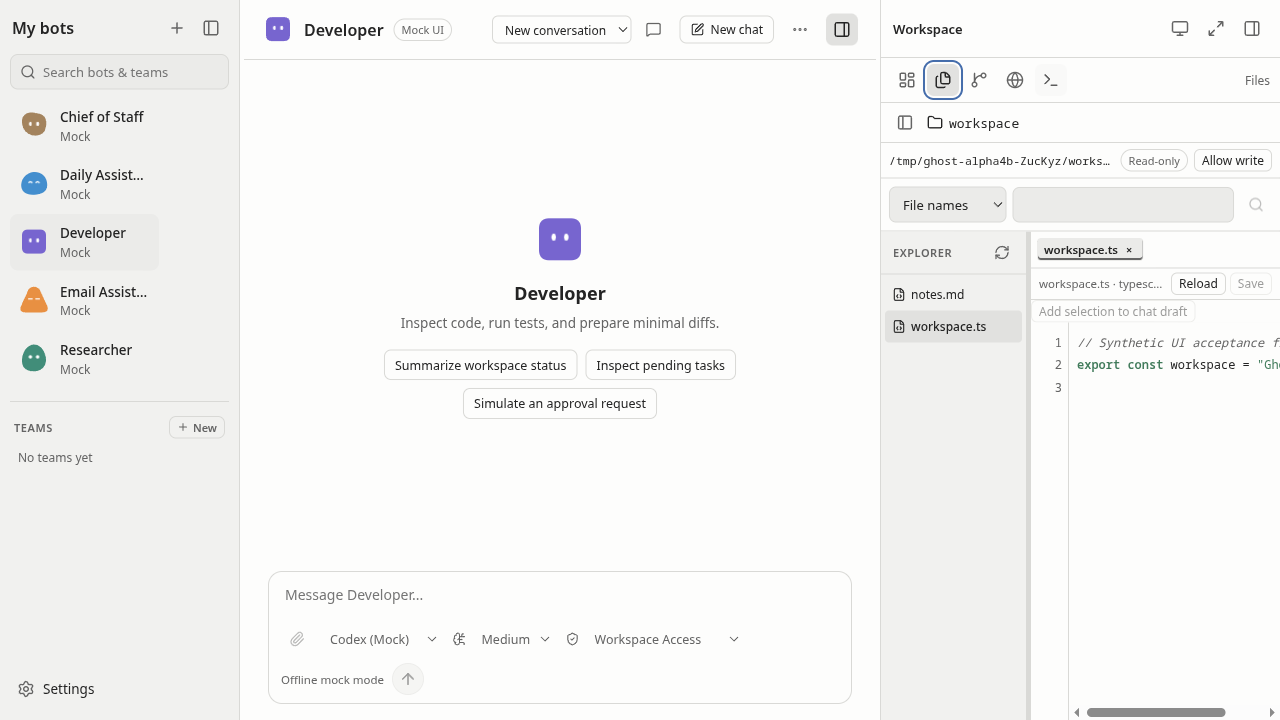 My bots
Search bots & teams
Chief of Staff
Mock
Daily Assist...
Mock
Developer
Mock
Email Assist...
Mock
Researcher
Mock
TEAMS
New
No teams yet
Settings
Developer
Mock UI
New conversation
New chat
Developer
Inspect code, run tests, and prepare minimal diffs.
Summarize workspace status
Inspect pending tasks
Simulate an approval request
Message Developer...
Codex (Mock)
Medium
Workspace Access
Offline mock mode
Workspace
Files
workspace
/tmp/ghost-alpha4b-ZucKyz/works…
Read-only
Allow write
File names
EXPLORER
notes.md
workspace.ts
workspace.ts ×
workspace.ts · typesc...
Reload
Save
Add selection to chat draft
1 // Synthetic UI acceptance f
2 export const workspace = "Gho
3